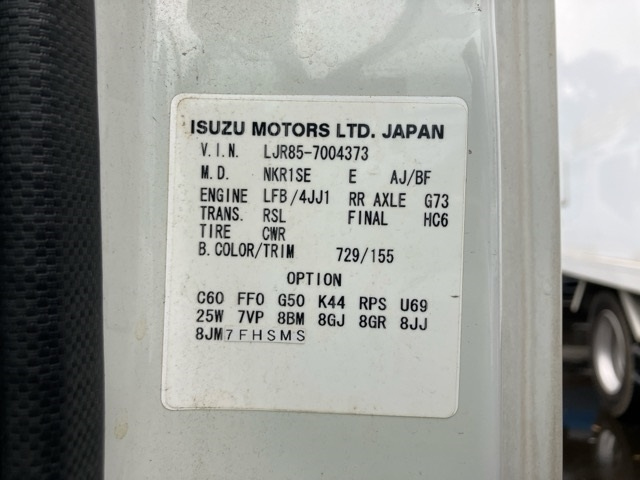 ISUZU MOTORS LTD. JAPAN
V.I.N. LJR85-7004373
M.D. NKR1SE E AJ/BF
ENGINE LFB/4JJ1 RR AXLE G73
TRANS. RSL FINAL HC6
TIRE CWR
B.COLOR/TRIM 729/155
OPTION
C60 FF0 G50 K44 RPS U69
25W 7VP 8BM 8GJ 8GR 8JJ
8JM7FHSMS